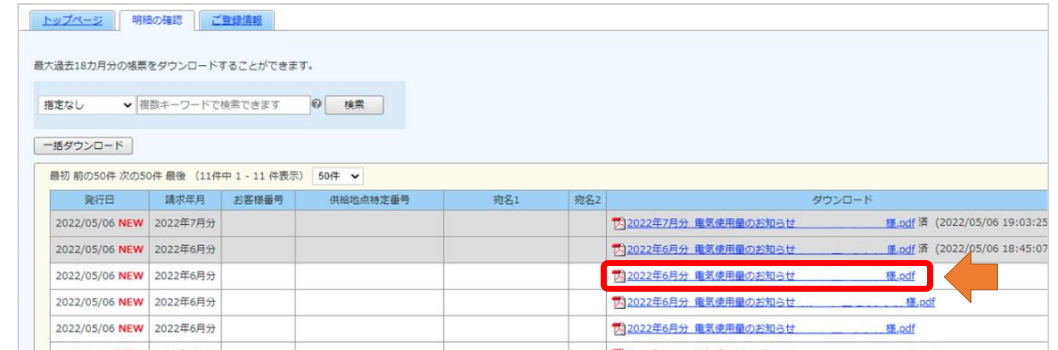 トップページ 明細の確認 ご登録情報
最大過去18カ月分の帳票をダウンロードすることができます。
指定なし 複数キーワードで検索できます 検索
一括ダウンロード
最初 前の50件 次の50件 最後 （11件中 1 - 11 件表示） 50件
発行日 請求年月 お客様番号 供給地点特定番号 宛名1 宛名2 ダウンロード
2022/05/06 NEW 2022年7月分 2022年7月分 電気使用量のお知らせ 様.pdf 済 (2022/05/06 19:03:25
2022/05/06 NEW 2022年6月分 2022年6月分 電気使用量のお知らせ 様.pdf 済 (2022/05/06 18:45:07
2022/05/06 NEW 2022年6月分 2022年6月分 電気使用量のお知らせ 様.pdf
2022/05/06 NEW 2022年6月分 2022年6月分 電気使用量のお知らせ 様.pdf
2022/05/06 NEW 2022年6月分 2022年6月分 電気使用量のお知らせ 様.pdf